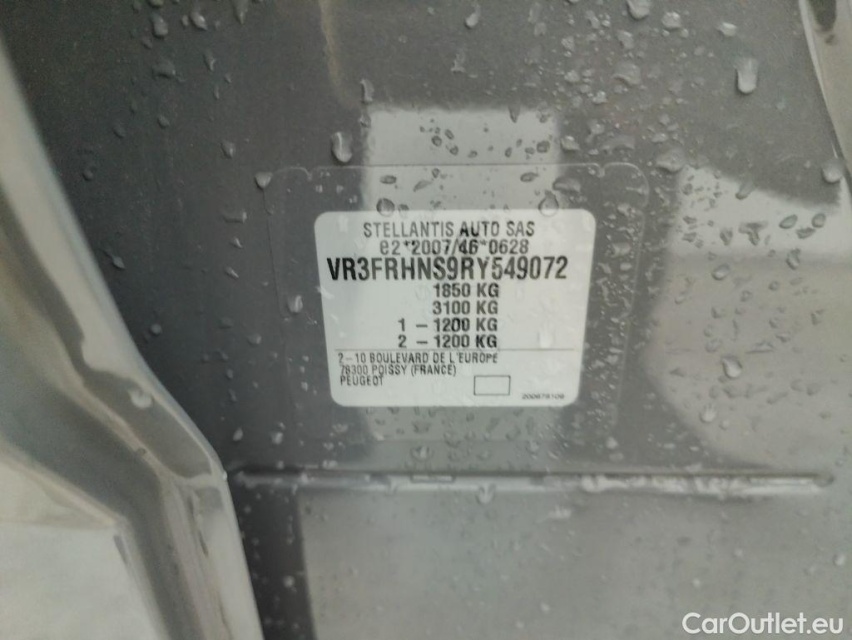 STELLANTIS AUTO SAS
e2*2007/46*0628
VR3FRHNS9RY549072
1850 KG
3100 KG
1 - 1200 KG
2 - 1200 KG
2-10 BOULEVARD DE L'EUROPE
78300 POISSY (FRANCE)
PEUGEOT
CarOutlet.eu